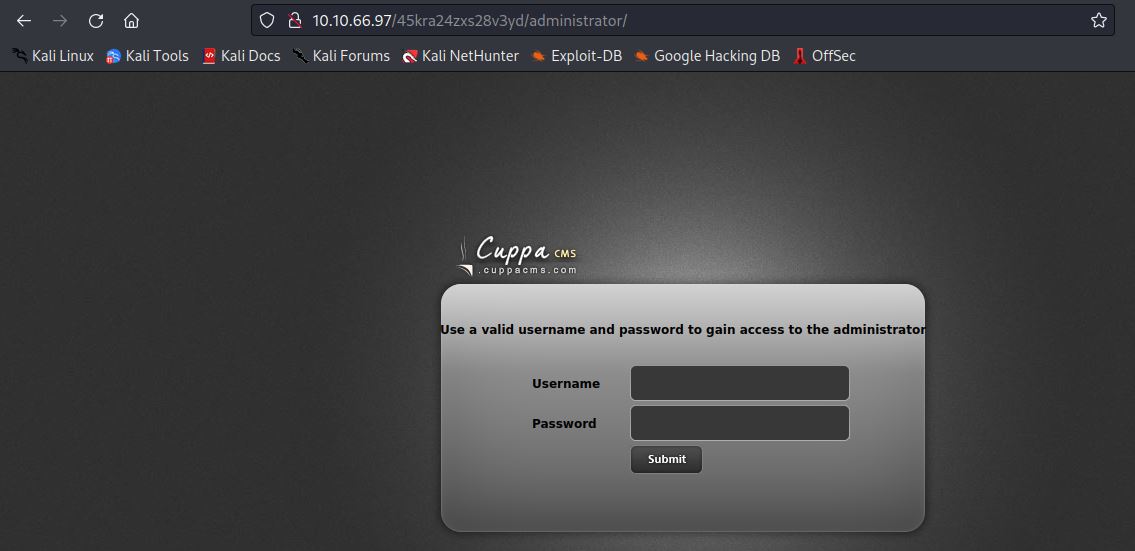 10.10.66.97/45kra24zxs28v3yd/administrator/
Kali Linux Kali Tools Kali Docs Kali Forums Kali NetHunter Exploit-DB Google Hacking DB OffSec
Cuppa CMS
.cuppacms.com
Use a valid username and password to gain access to the administrator
Username
Password
Submit